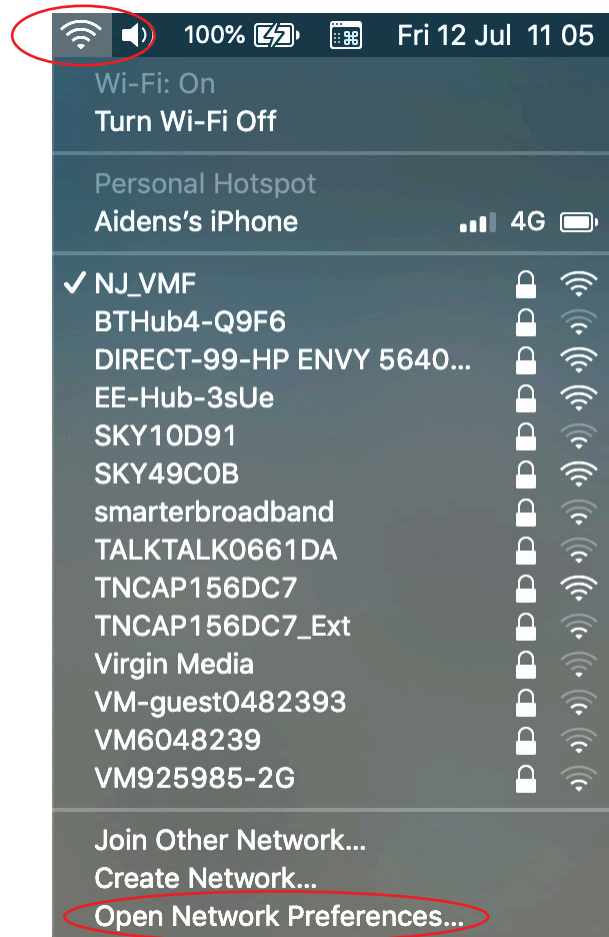 100% Fri 12 Jul 11 05
Wi-Fi: On
Turn Wi-Fi Off
Personal Hotspot
Aidens's iPhone 4G
NJ_VMF
BTHub4-Q9F6
DIRECT-99-HP ENVY 5640...
EE-Hub-3sUe
SKY10D91
SKY49C0B
smarterbroadband
TALKTALK0661DA
TNCAP156DC7
TNCAP156DC7_Ext
Virgin Media
VM-guest0482393
VM6048239
VM925985-2G
Join Other Network...
Create Network...
Open Network Preferences...